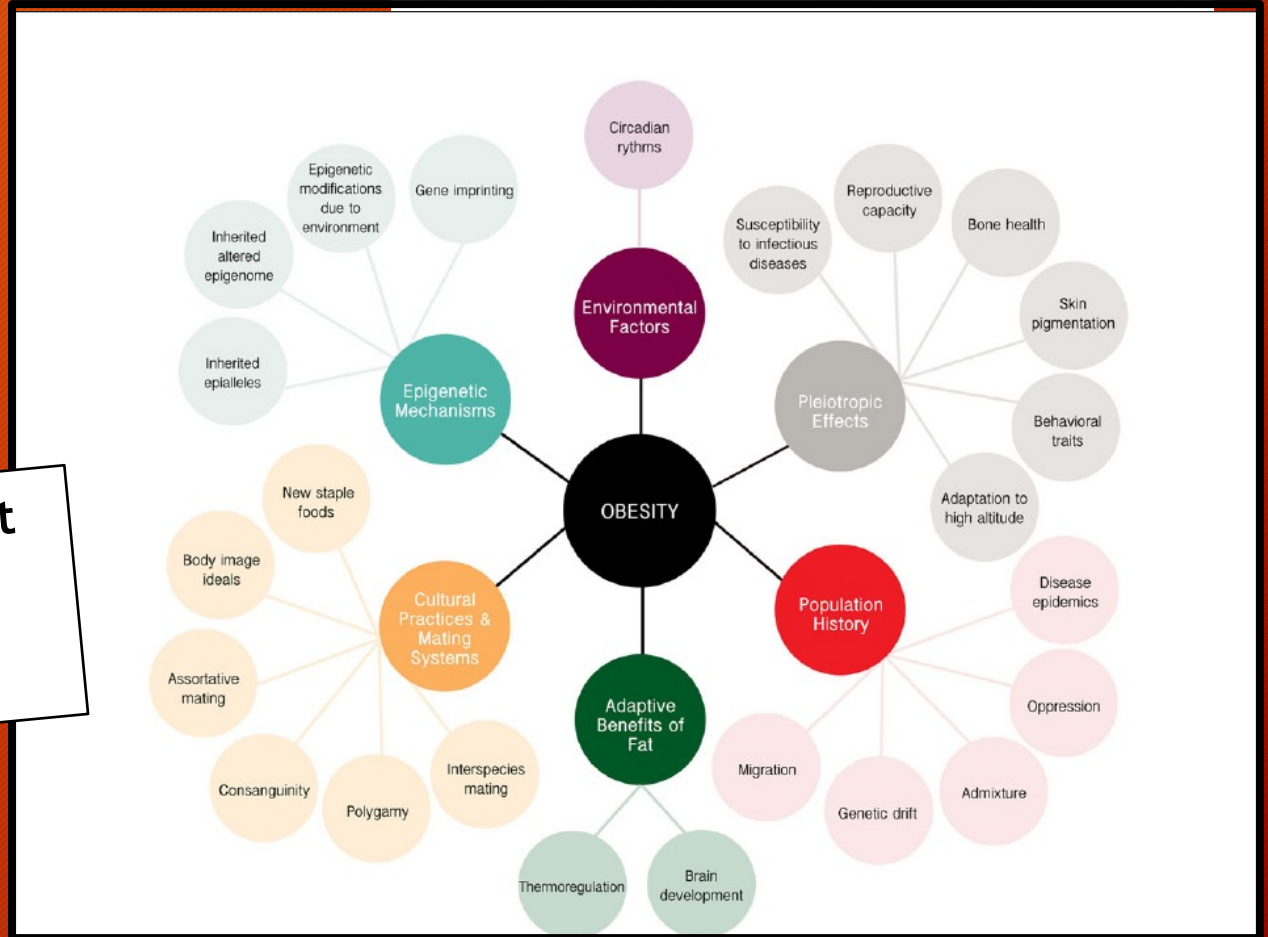 Circadian
rythms
Epigenetic
modifications
due to
environment
Gene imprinting
Inherited
altered
epigenome
Inherited
epialleles
Epigenetic
Mechanisms
Environmental
Factors
Susceptibility
to infectious
diseases
Reproductive
capacity
Bone health
Skin
pigmentation
Behavioral
traits
Adaptation to
high altitude
Pleiotropic
Effects
OBESITY
t
New staple
foods
Body image
ideals
Assortative
mating
Consanguinity
Polygamy
Interspecies
mating
Cultural
Practices &
Mating
Systems
Adaptive
Benefits of
Fat
Thermoregulation
Brain
development
Population
History
Disease
epidemics
Oppression
Admixture
Genetic drift
Migration